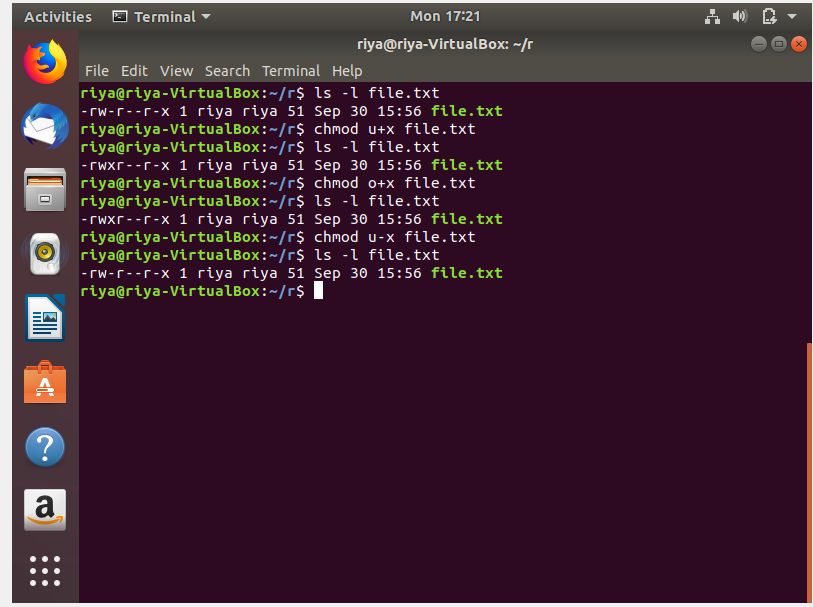 Activities Terminal Mon 17:21
riya@riya-VirtualBox: ~/r
File Edit View Search Terminal Help
riya@riya-VirtualBox:~/r$ ls -l file.txt
-rw-r--r-x 1 riya riya 51 Sep 30 15:56 file.txt
riya@riya-VirtualBox:~/r$ chmod u+x file.txt
riya@riya-VirtualBox:~/r$ ls -l file.txt
-rwxr--r-x 1 riya riya 51 Sep 30 15:56 file.txt
riya@riya-VirtualBox:~/r$ chmod o+x file.txt
riya@riya-VirtualBox:~/r$ ls -l file.txt
-rwxr--r-x 1 riya riya 51 Sep 30 15:56 file.txt
riya@riya-VirtualBox:~/r$ chmod u-x file.txt
riya@riya-VirtualBox:~/r$ ls -l file.txt
-rw-r--r-x 1 riya riya 51 Sep 30 15:56 file.txt
riya@riya-VirtualBox:~/r$